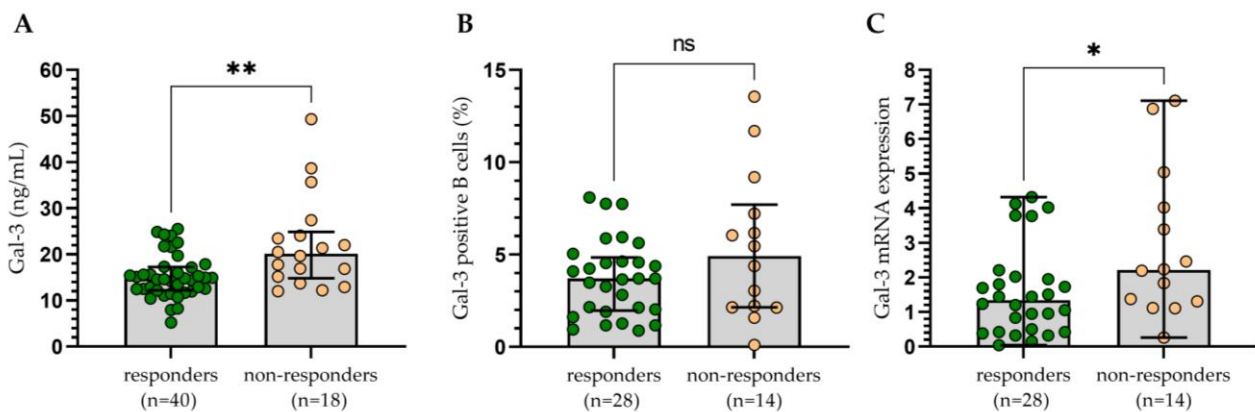 A
Gal-3 (ng/mL)
60
50
40
30
20
10
0
**
responders
(n=40)
non-responders
(n=18)
B
Gal-3 positive B cells (%)
15
10
5
0
ns
responders
(n=28)
non-responders
(n=14)
C
Gal-3 mRNA expression
8
7
6
5
4
3
2
1
0
*
responders
(n=28)
non-responders
(n=14)